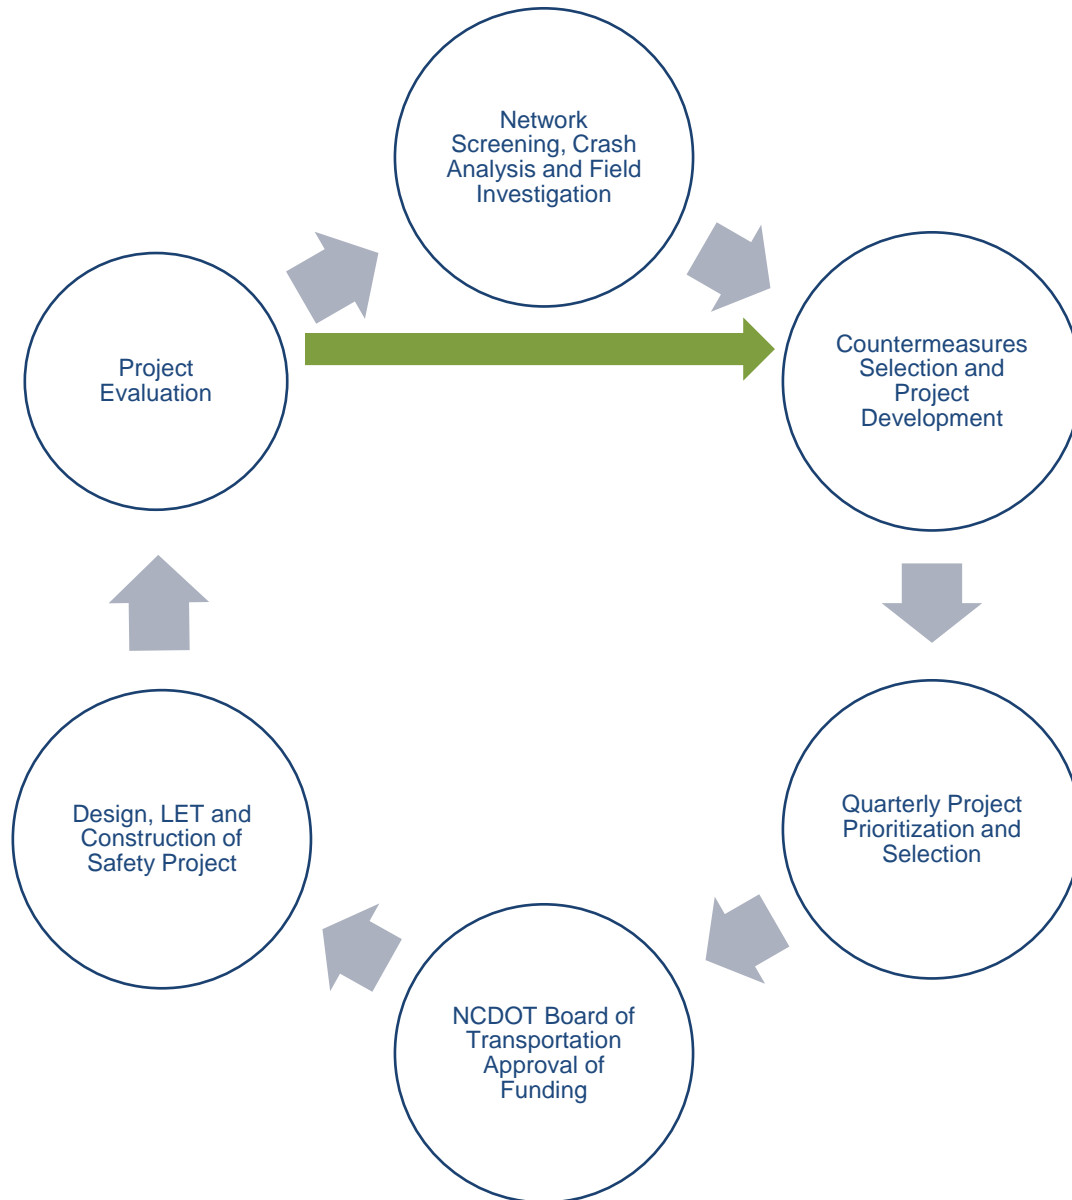 Network
Screening, Crash
Analysis and Field
Investigation
Countermeasures
Selection and
Project
Development
Quarterly Project
Prioritization and
Selection
NCDOT Board of
Transportation
Approval of
Funding
Design, LET and
Construction of
Safety Project
Project
Evaluation